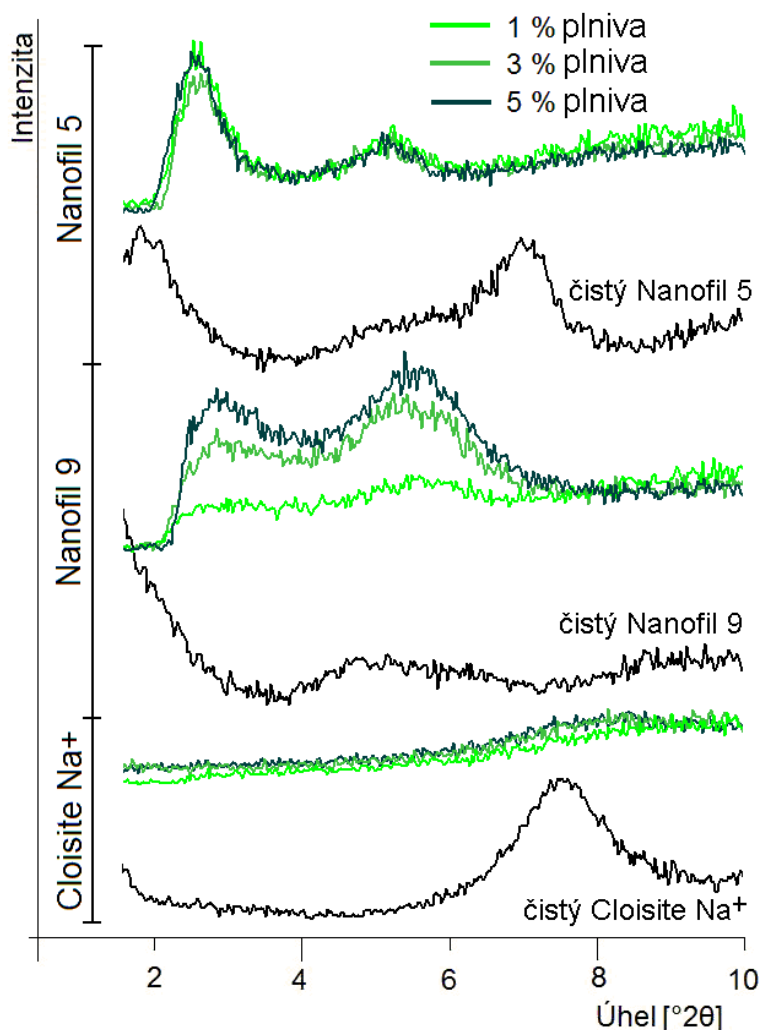 Intenzita
1 % plniva
3 % plniva
5 % plniva
Nanofil 5
čistý Nanofil 5
Nanofil 9
čistý Nanofil 9
Cloisite Na+
čistý Cloisite Na+
2 4 6 8 10
Úhel [°2θ]